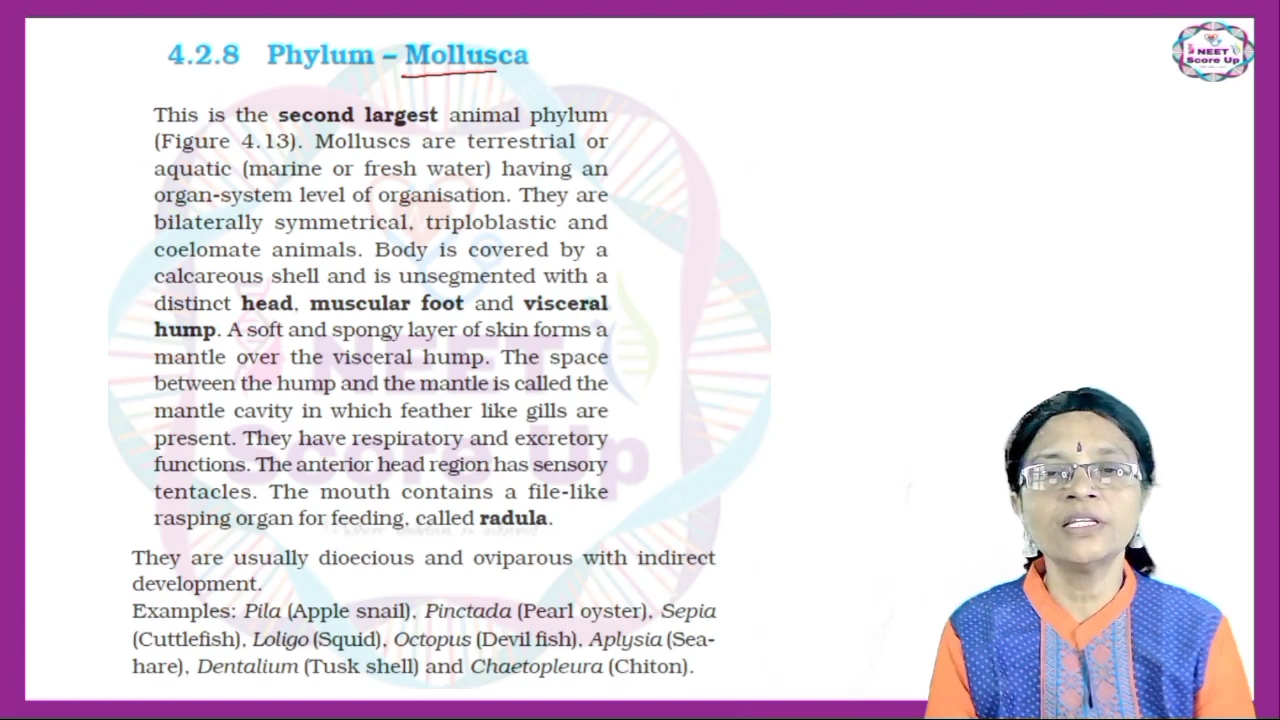 4.2.8 Phylum – Mollusca
NEET
Score Up
This is the second largest animal phylum
(Figure 4.13). Molluscs are terrestrial or
aquatic (marine or fresh water) having an
organ-system level of organisation. They are
bilaterally symmetrical, triploblastic and
coelomate animals. Body is covered by a
calcareous shell and is unsegmented with a
distinct head, muscular foot and visceral
hump. A soft and spongy layer of skin forms a
mantle over the visceral hump. The space
between the hump and the mantle is called the
mantle cavity in which feather like gills are
present. They have respiratory and excretory
functions. The anterior head region has sensory
tentacles. The mouth contains a file-like
rasping organ for feeding, called radula.
They are usually dioecious and oviparous with indirect
development.
Examples: Pila (Apple snail), Pinctada (Pearl oyster), Sepia
(Cuttlefish), Loligo (Squid), Octopus (Devil fish), Aplysia (Sea-
hare), Dentalium (Tusk shell) and Chaetopleura (Chiton).
NEET
Score Up